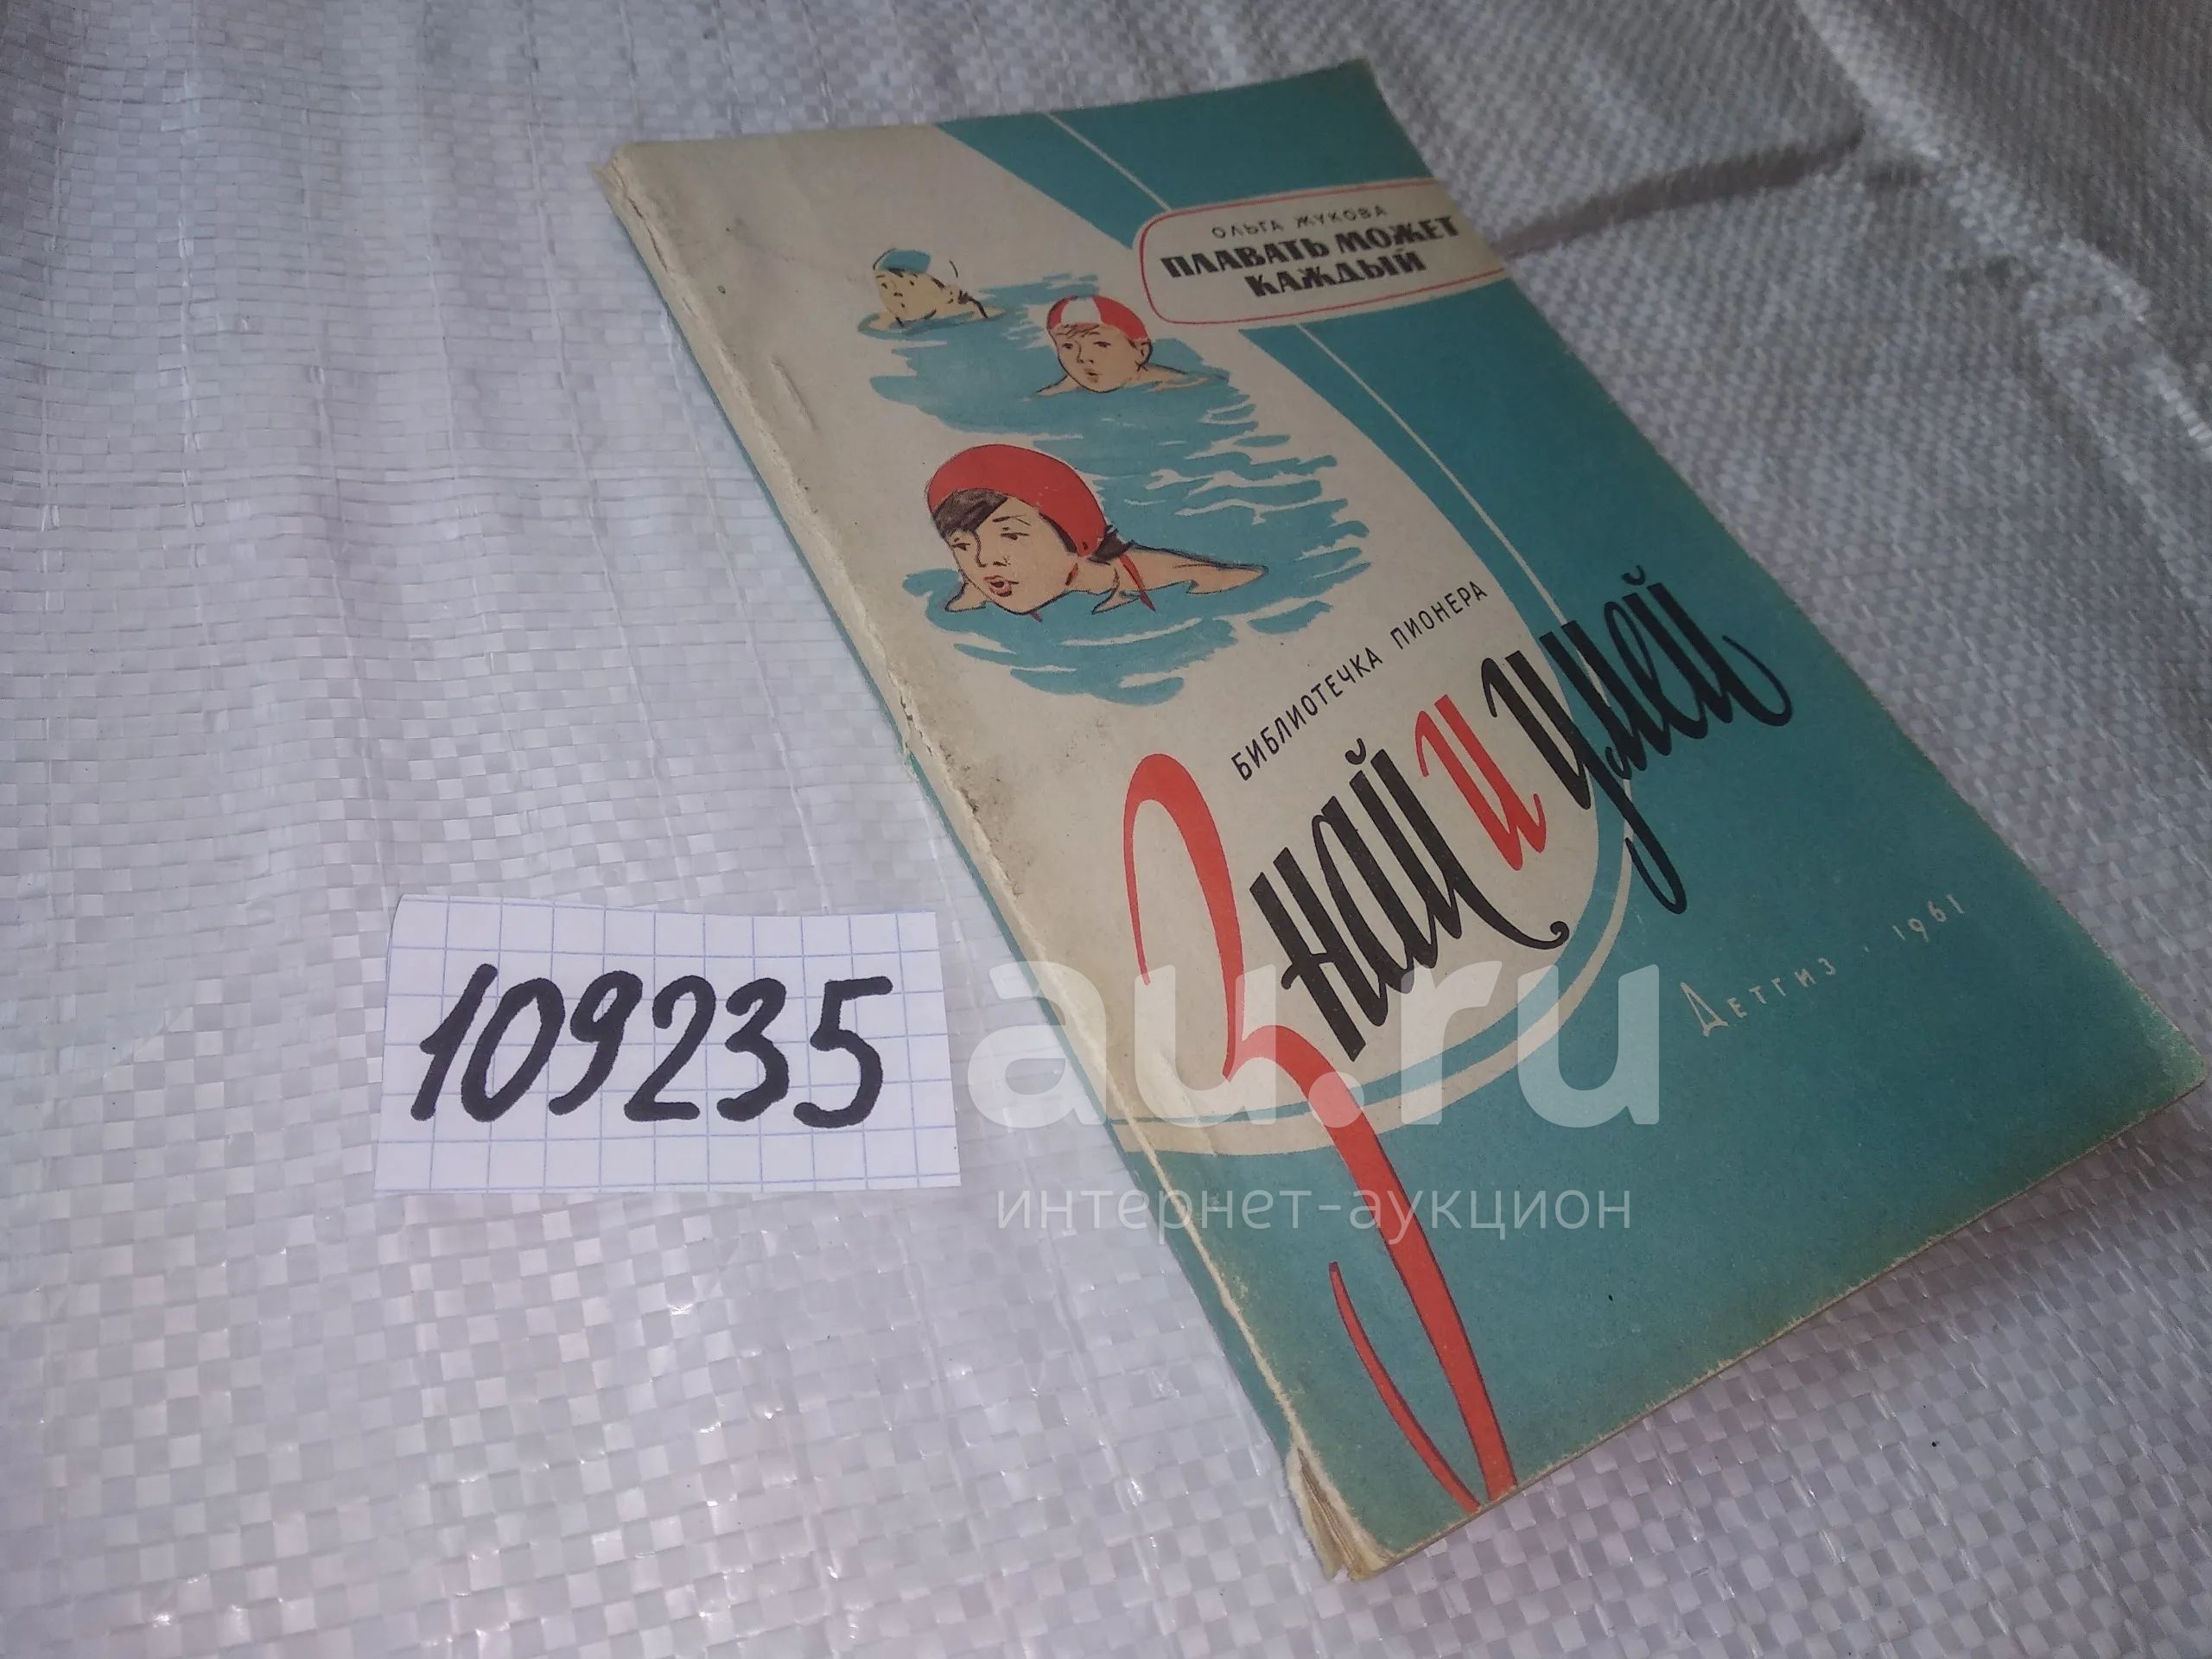 ОЛЬГА ЖУКОВА
ПЛАВАТЬ МОЖЕТ
КАЖДЫЙ
БИБЛИОТЕЧКА ПИОНЕРА
Знай и умей
Детгиз · 1961
109235
au.ru
интернет-аукцион